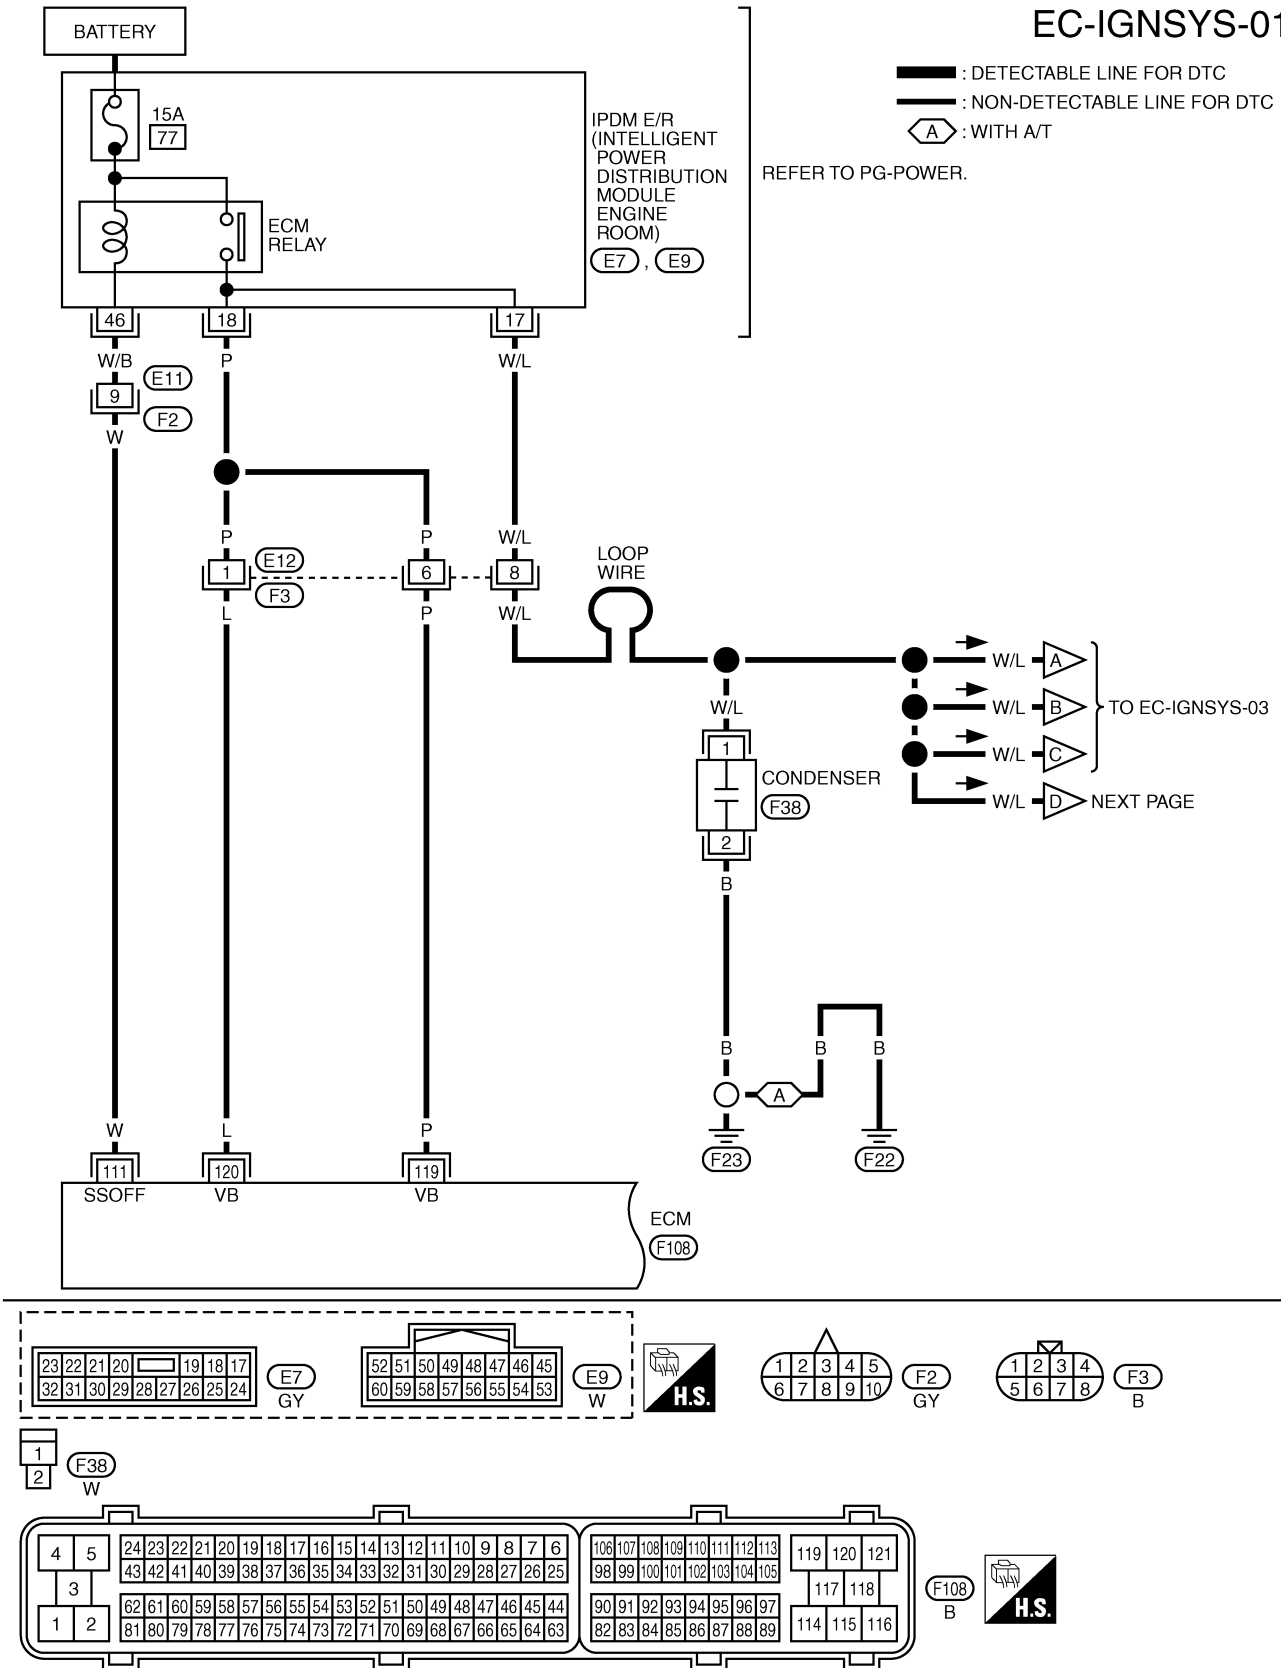 EC-IGNSYS-01
BATTERY
: DETECTABLE LINE FOR DTC
: NON-DETECTABLE LINE FOR DTC
A : WITH A/T
15A
77
IPDM E/R
(INTELLIGENT
POWER
DISTRIBUTION
MODULE
ENGINE
ROOM)
E7 , E9
REFER TO PG-POWER.
ECM
RELAY
46 18 17
W/B P W/L
E11
9
F2
W
P P W/L
E12
1 6 8
F3
L P W/L
LOOP
WIRE
W/L A
W/L B
W/L C
TO EC-IGNSYS-03
W/L D NEXT PAGE
W/L
1
CONDENSER
F38
2
B
B B B
A
F23 F22
W L P
111 120 119
SSOFF VB VB
ECM
F108
23 22 21 20 19 18 17
32 31 30 29 28 27 26 25 24
E7
GY
52 51 50 49 48 47 46 45
60 59 58 57 56 55 54 53
E9
W
H.S.
1 2 3 4 5
6 7 8 9 10
F2
GY
1 2 3 4
5 6 7 8
F3
B
1
2
F38
W
4 5
3
1 2
24 23 22 21 20 19 18 17 16 15 14 13 12 11 10 9 8 7 6
43 42 41 40 39 38 37 36 35 34 33 32 31 30 29 28 27 26 25
62 61 60 59 58 57 56 55 54 53 52 51 50 49 48 47 46 45 44
81 80 79 78 77 76 75 74 73 72 71 70 69 68 67 66 65 64 63
106 107 108 109 110 111 112 113
98 99 100 101 102 103 104 105
90 91 92 93 94 95 96 97
82 83 84 85 86 87 88 89
119 120 121
117 118
114 115 116
F108
B
H.S.